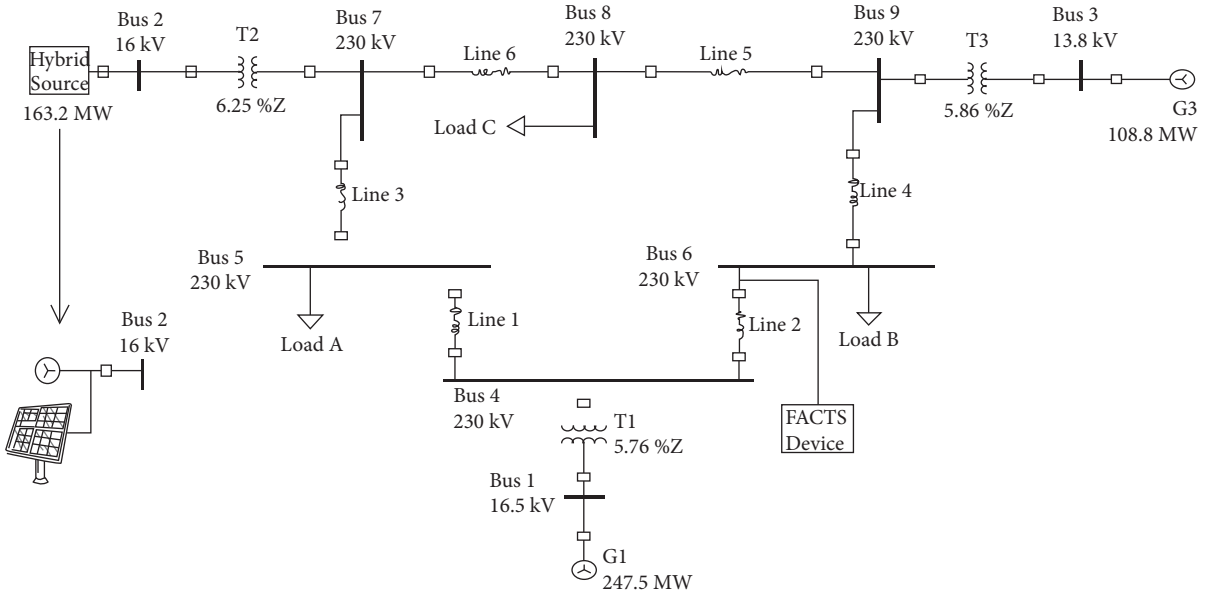 Bus 2
16 kV
T2
Bus 7
230 kV
Line 6
Bus 8
230 kV
Line 5
Bus 9
230 kV
T3
Bus 3
13.8 kV
Hybrid
Source
163.2 MW
6.25 %Z
Load C
5.86 %Z
G3
108.8 MW
Line 3
Line 4
Bus 5
230 kV
Bus 6
230 kV
Load A
Line 1
Line 2
Load B
Bus 2
16 kV
Bus 4
230 kV
T1
5.76 %Z
FACTS
Device
Bus 1
16.5 kV
G1
247.5 MW